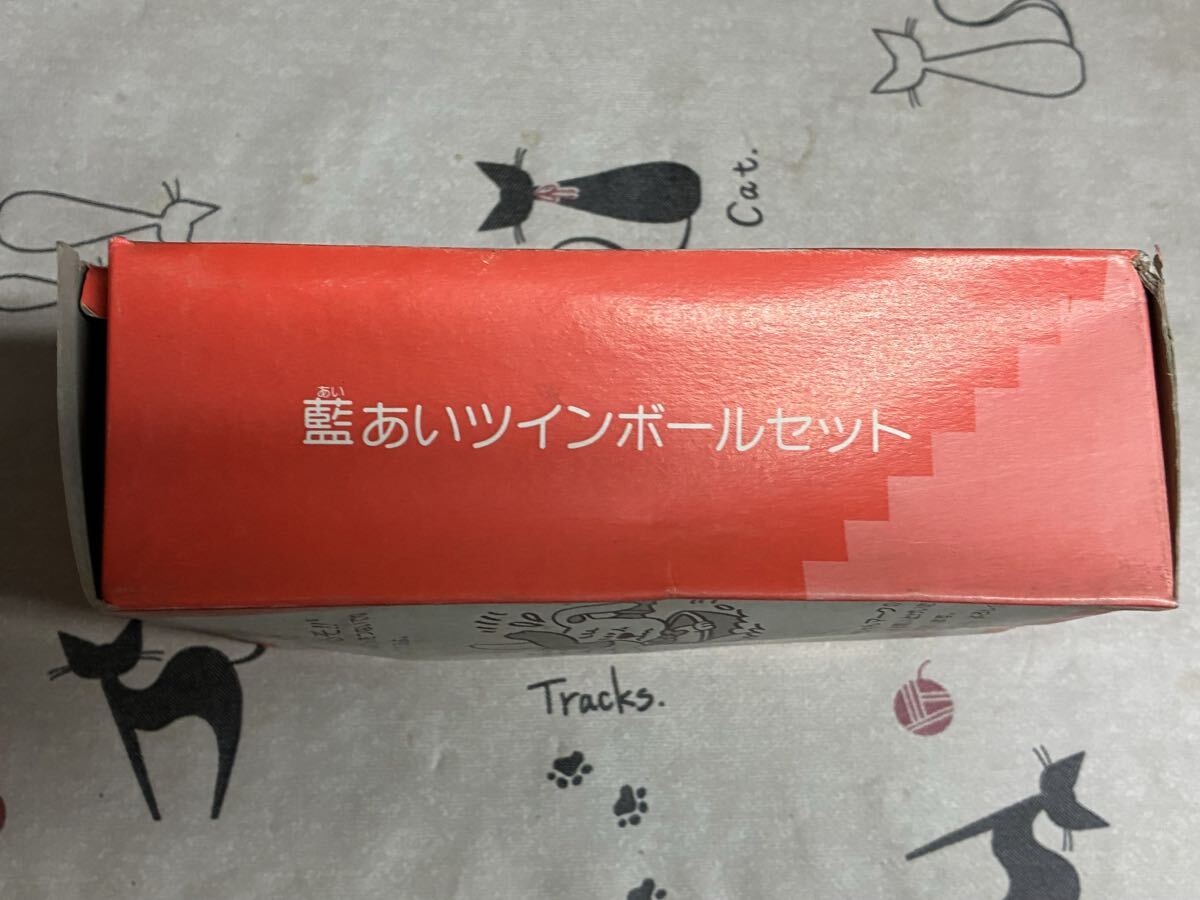 Cat.
あい
藍あいツインボールセット
Tracks.